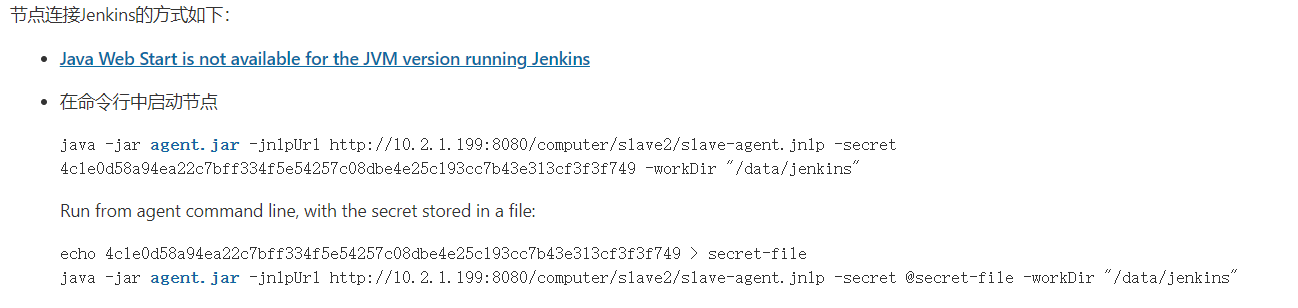 节点连接Jenkins的方式如下:
Java Web Start is not available for the JVM version running Jenkins
在命令行中启动节点
java -jar agent.jar -jnlpUrl http://10.2.1.199:8080/computer/slave2/slave-agent.jnlp -secret
4c1e0d58a94ea22c7bff334f5e54257c08dbe4e25c193cc7b43e313cf3f3f749 -workDir "/data/jenkins"
Run from agent command line, with the secret stored in a file:
echo 4c1e0d58a94ea22c7bff334f5e54257c08dbe4e25c193cc7b43e313cf3f3f749 > secret-file
java -jar agent.jar -jnlpUrl http://10.2.1.199:8080/computer/slave2/slave-agent.jnlp -secret @secret-file -workDir "/data/jenkins"